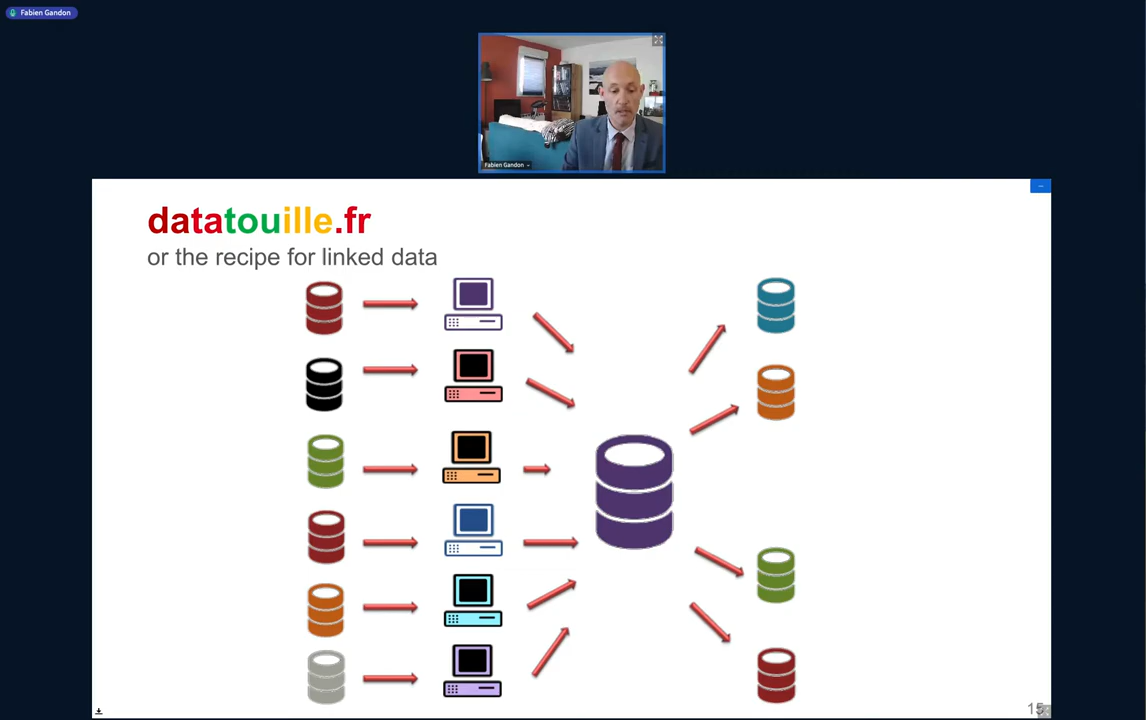 Fabien Gandon
Fabien Gandon
datatouille.fr
or the recipe for linked data
15